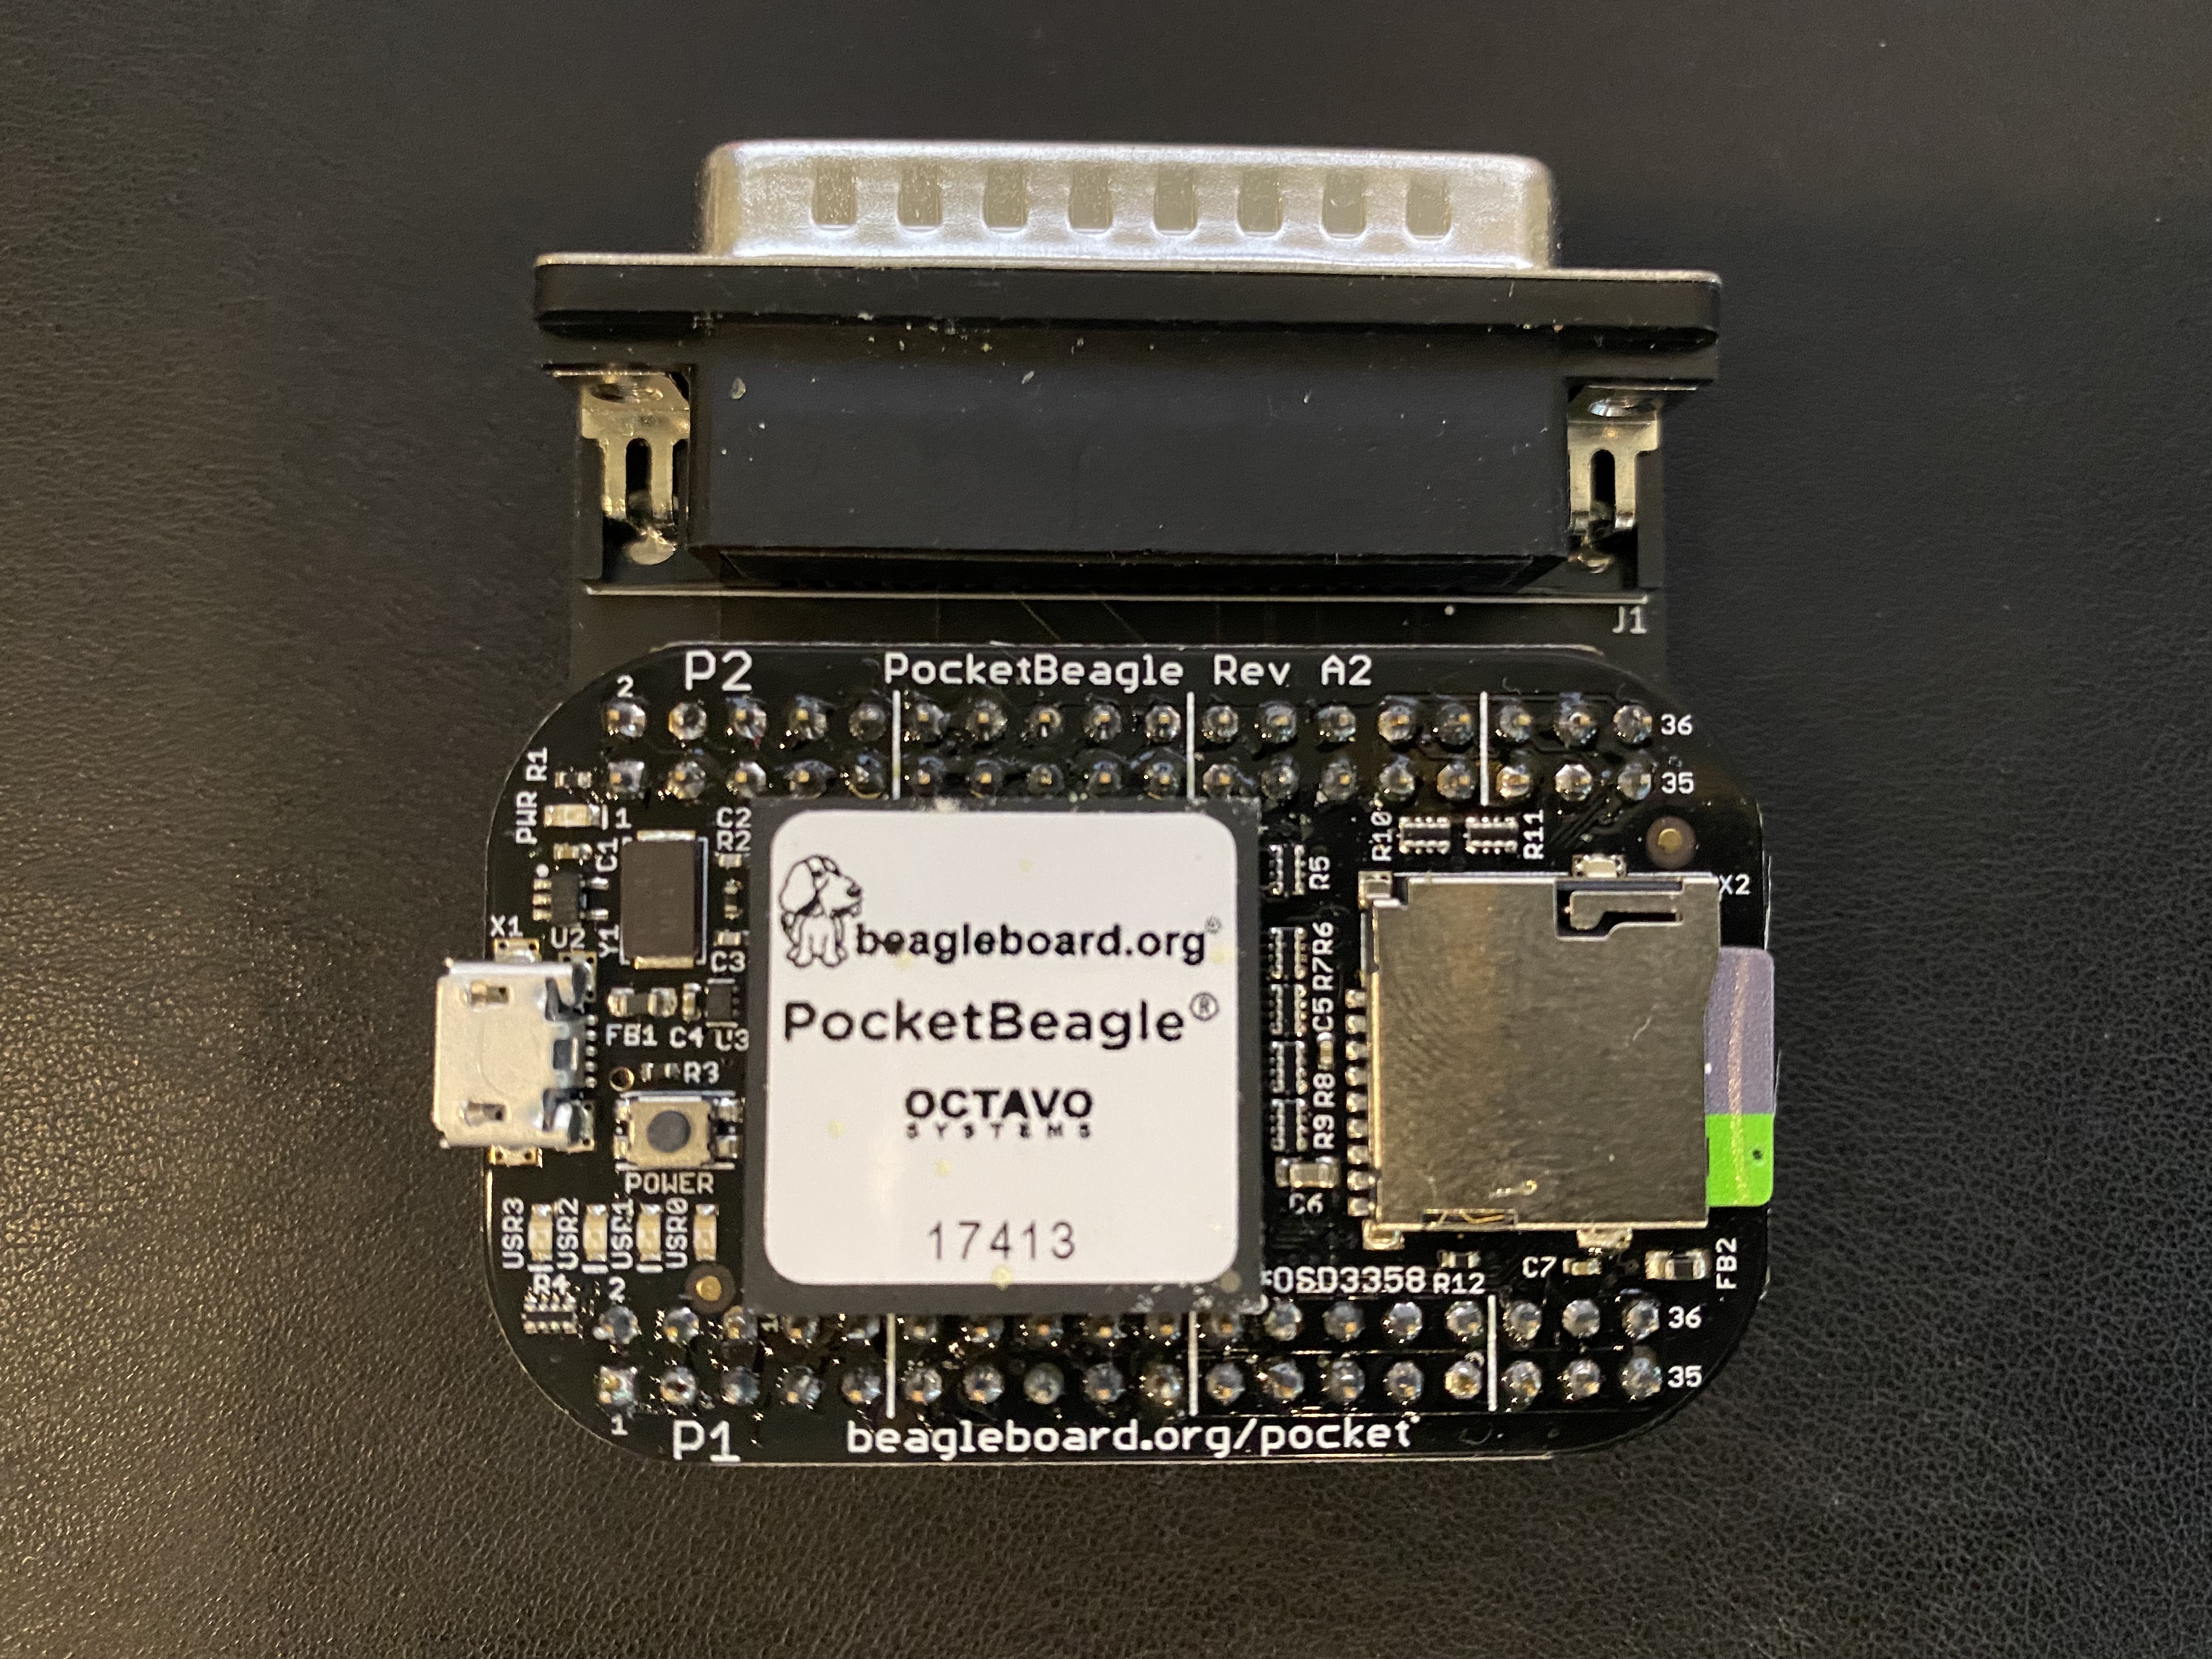 J1
P2 PocketBeagle Rev A2
2
36
35
R1
PWR
1
C1
C2
R2
R10
R11
R5
X2
X1
U2
Y1
C3
beagleboard.org®
PocketBeagle®
OCTAVO
SYSTEMS
17413
R7R6
C5
FB1 C4 U3
R3
R8
R9
POWER
C6
USR3
USR2
USR1
USR0
R4
2
OSD3358 R12
C7
FB2
36
35
1
P1 beagleboard.org/pocket